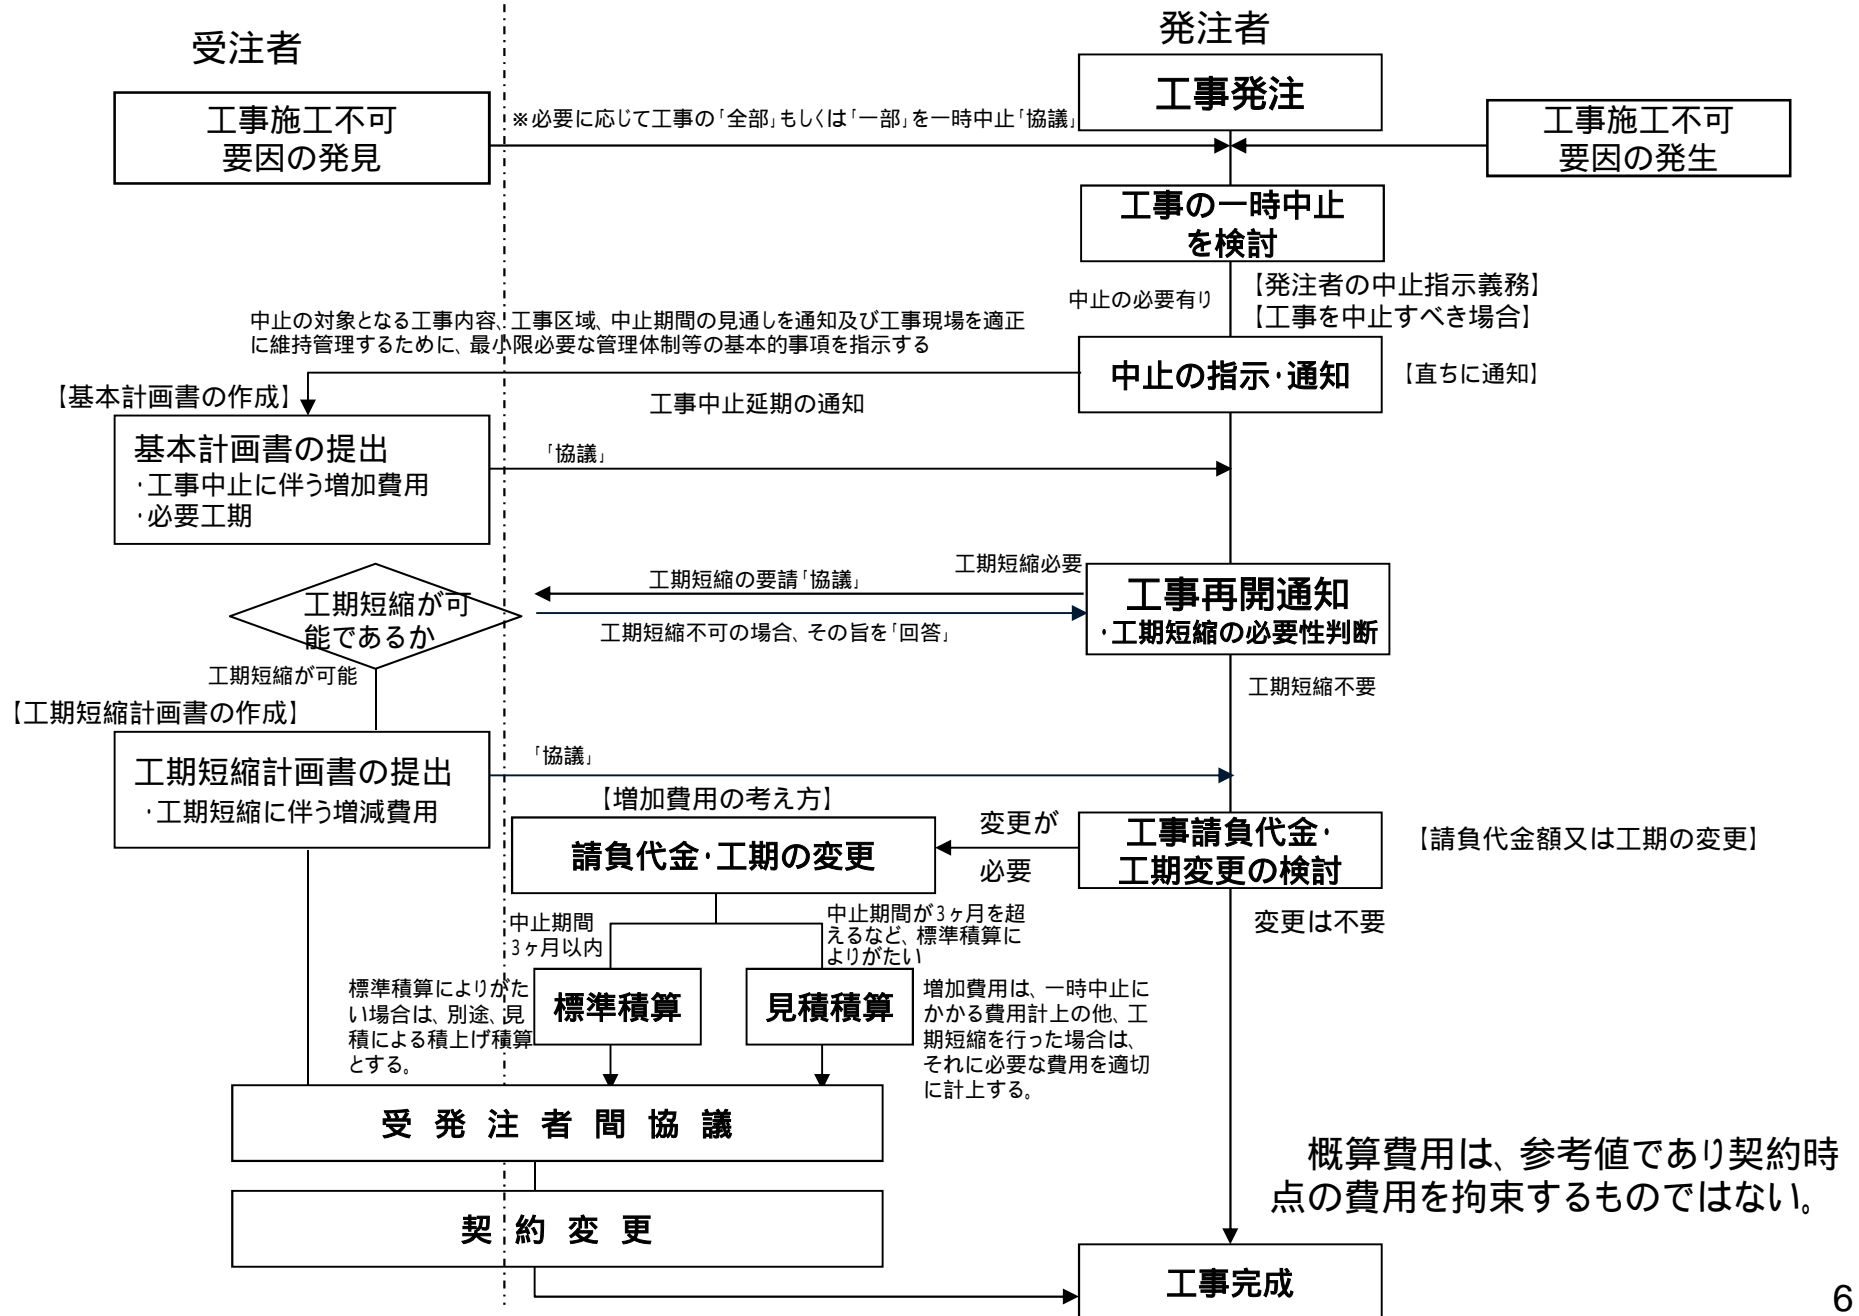 受注者
発注者
工事発注
工事施工不可
要因の発見
※必要に応じて工事の｢全部｣もしくは｢一部｣を一時中止｢協議｣
工事施工不可
要因の発生
工事の一時中止
を検討
中止の必要有り
【発注者の中止指示義務】
【工事を中止すべき場合】
中止の対象となる工事内容、工事区域、中止期間の見通しを通知及び工事現場を適正
に維持管理するために、最小限必要な管理体制等の基本的事項を指示する
中止の指示・通知
【直ちに通知】
【基本計画書の作成】
工事中止延期の通知
基本計画書の提出
・工事中止に伴う増加費用
・必要工期
｢協議｣
工期短縮必要
工期短縮の要請｢協議｣
工事再開通知
・工期短縮の必要性判断
工期短縮が可
能であるか
工期短縮不可の場合、その旨を｢回答｣
工期短縮が可能
工期短縮不要
【工期短縮計画書の作成】
工期短縮計画書の提出
・工期短縮に伴う増減費用
｢協議｣
【増加費用の考え方】
請負代金・工期の変更
変更が
必要
工事請負代金・
工期変更の検討
【請負代金額又は工期の変更】
変更は不要
中止期間
3ヶ月以内
中止期間が3ヶ月を超
えるなど、標準積算に
よりがたい
標準積算によりがた
い場合は、別途、見
積による積上げ積算
とする。
標準積算
見積積算
増加費用は、一時中止に
かかる費用計上の他、工
期短縮を行った場合は、
それに必要な費用を適切
に計上する。
受発注者間協議
契約変更
概算費用は、参考値であり契約時
点の費用を拘束するものではない。
工事完成
6